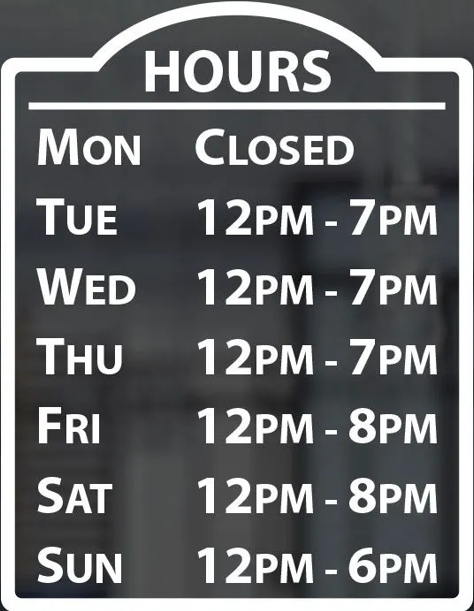 HOURS
MON CLOSED
TUE 12PM - 7PM
WED 12PM - 7PM
THU 12PM - 7PM
FRI 12PM - 8PM
SAT 12PM - 8PM
SUN 12PM - 6PM